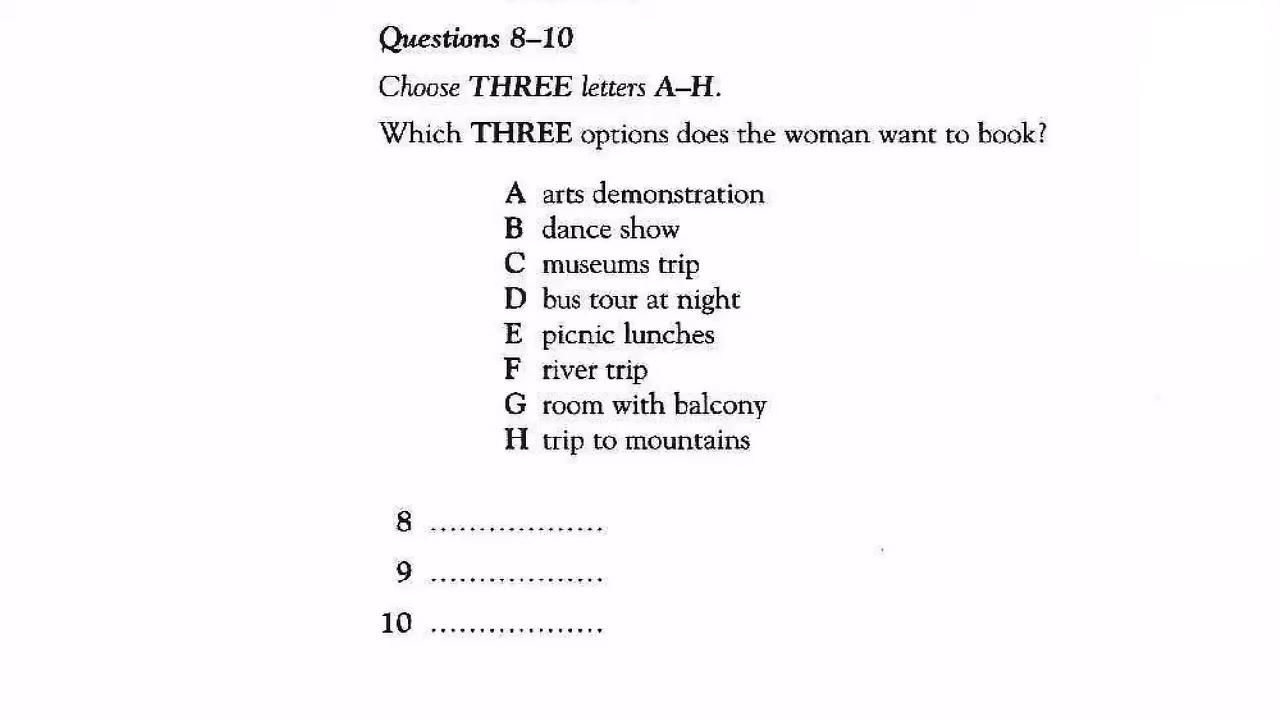 Questions 8–10
Choose THREE letters A–H.
Which THREE options does the woman want to book?
A arts demonstration
B dance show
C museums trip
D bus tour at night
E picnic lunches
F river trip
G room with balcony
H trip to mountains
8 ..................
9 ..................
10 ..................